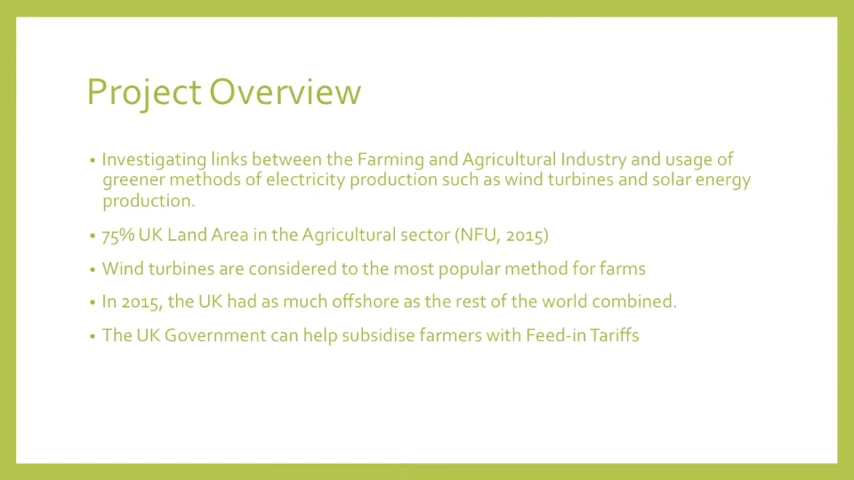 Project Overview
• Investigating links between the Farming and Agricultural Industry and usage of
greener methods of electricity production such as wind turbines and solar energy
production.
• 75% UK Land Area in the Agricultural sector (NFU, 2015)
• Wind turbines are considered to the most popular method for farms
• In 2015, the UK had as much offshore as the rest of the world combined.
• The UK Government can help subsidise farmers with Feed-in Tariffs